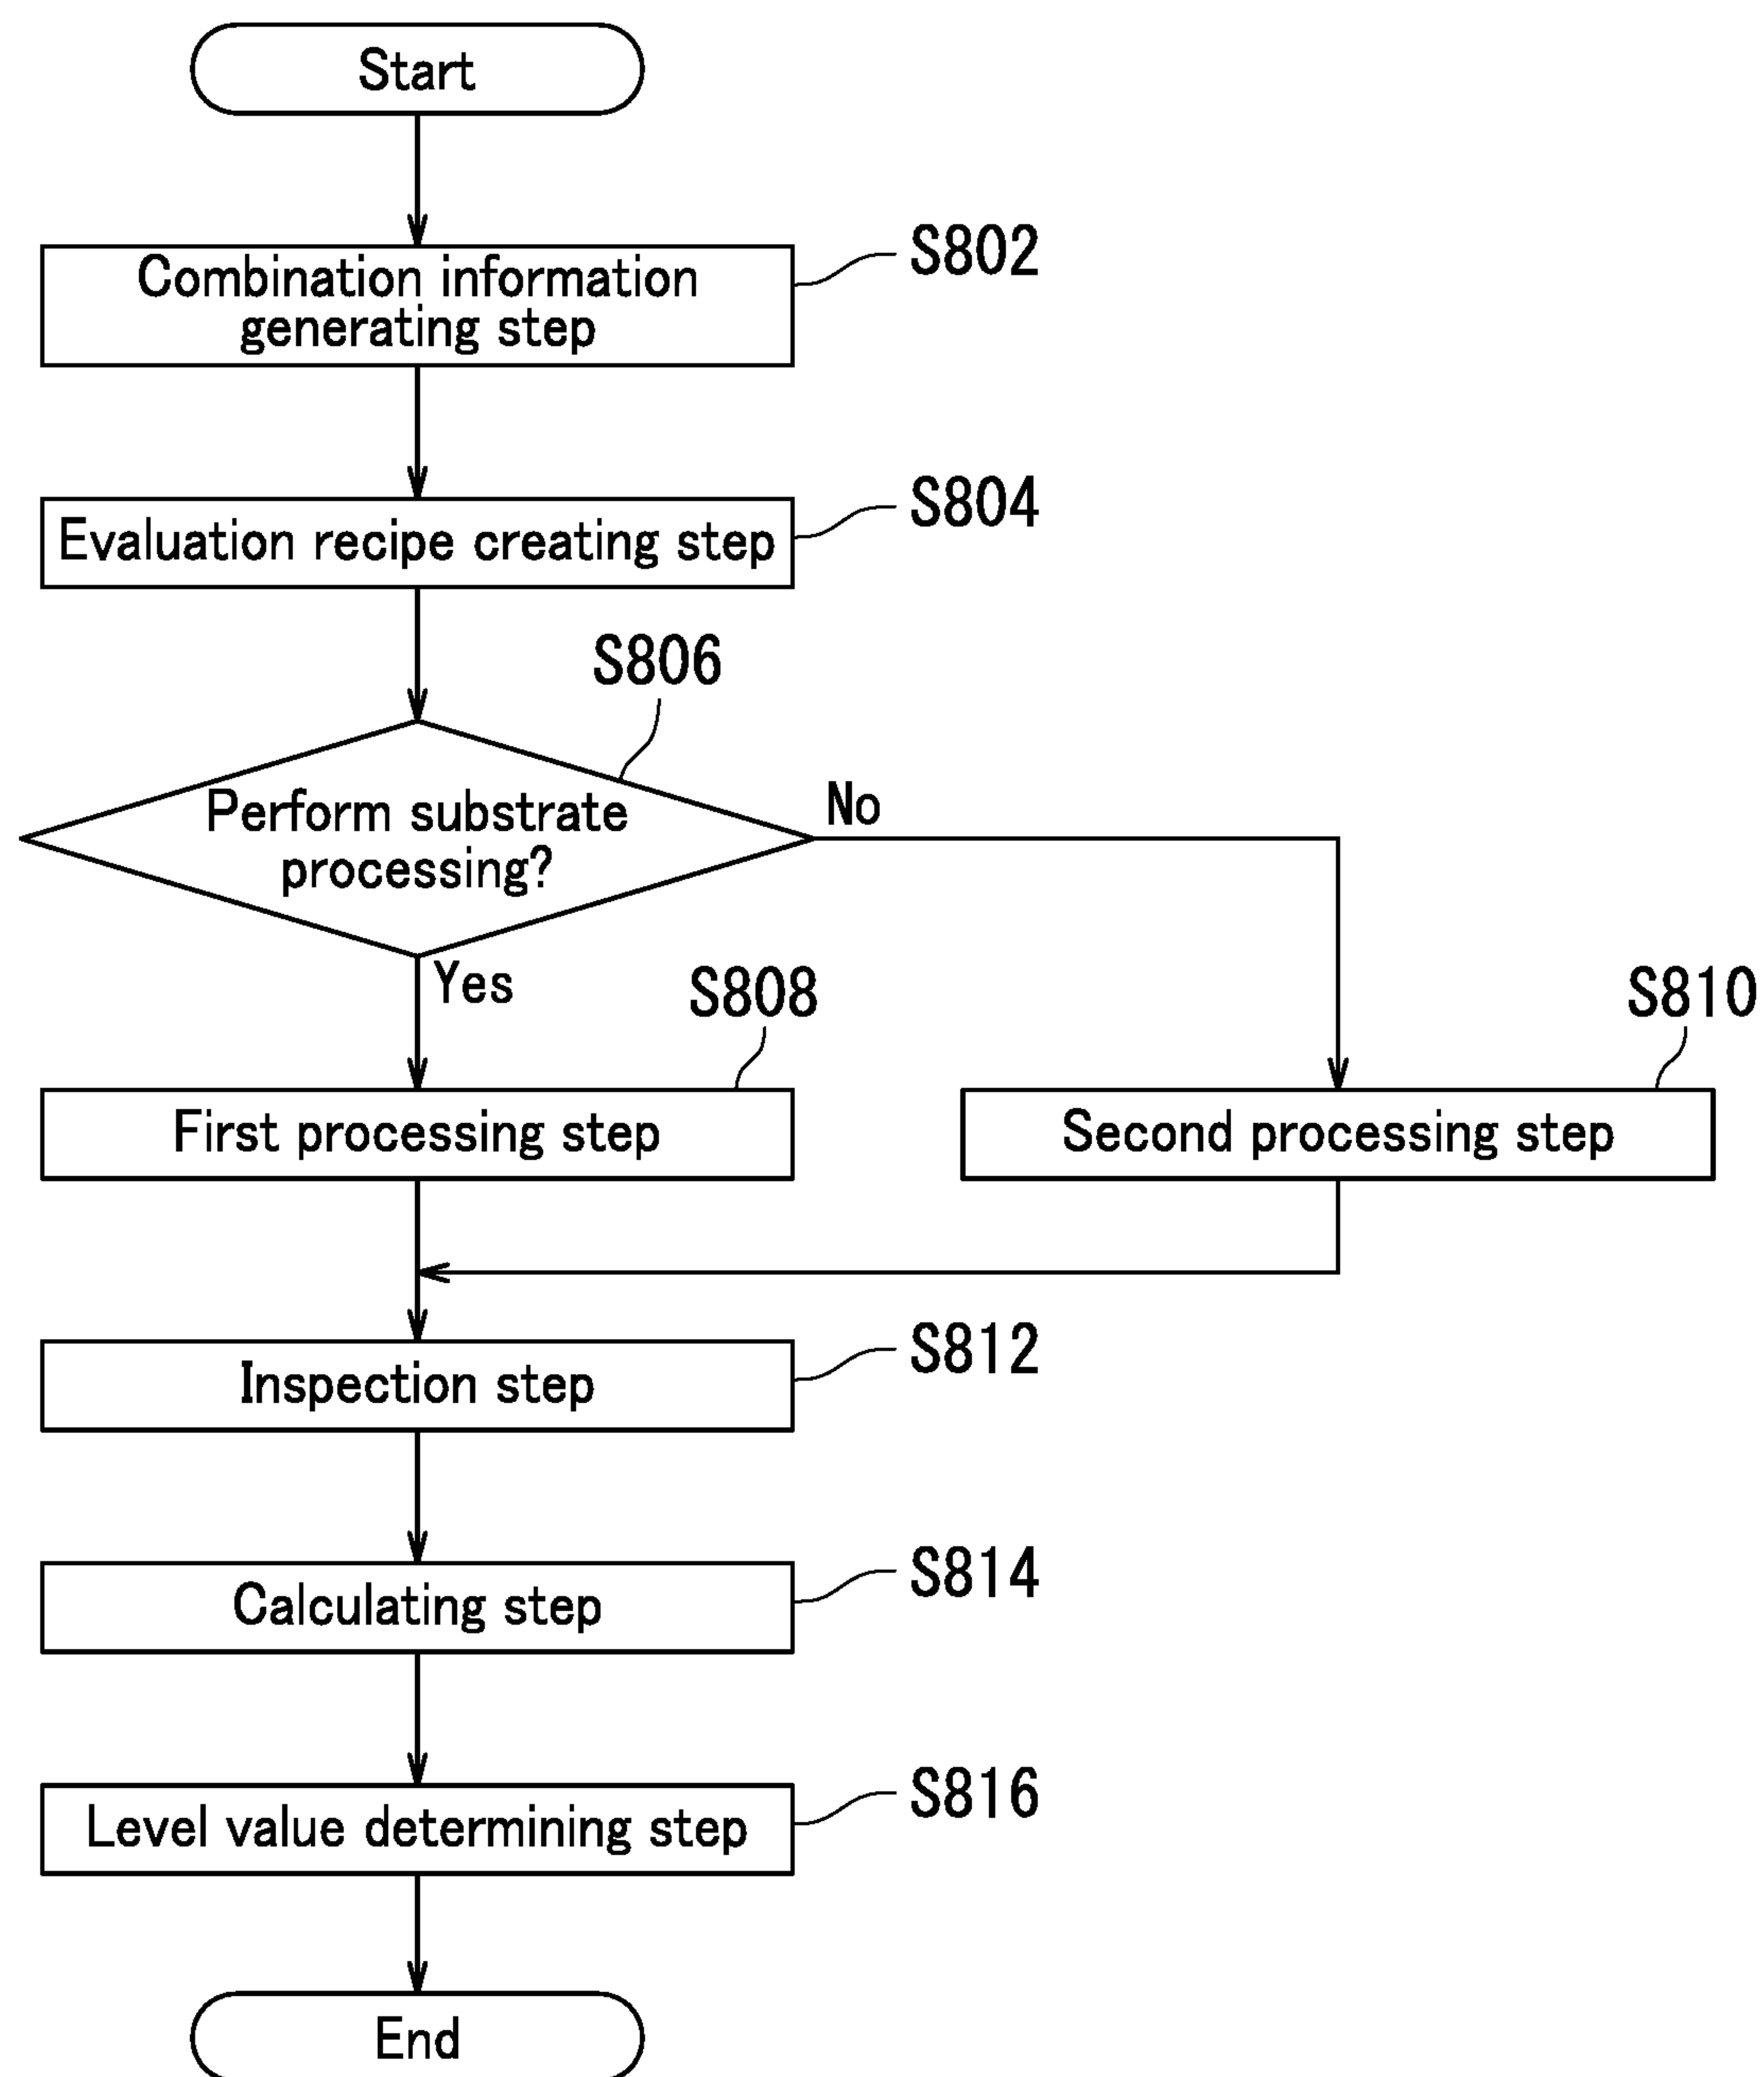 Start
Combination information
generating step
S802
Evaluation recipe creating step
S804
S806
Perform substrate
processing?
No
Yes
S808
S810
First processing step
Second processing step
Inspection step
S812
Calculating step
S814
Level value determining step
S816
End